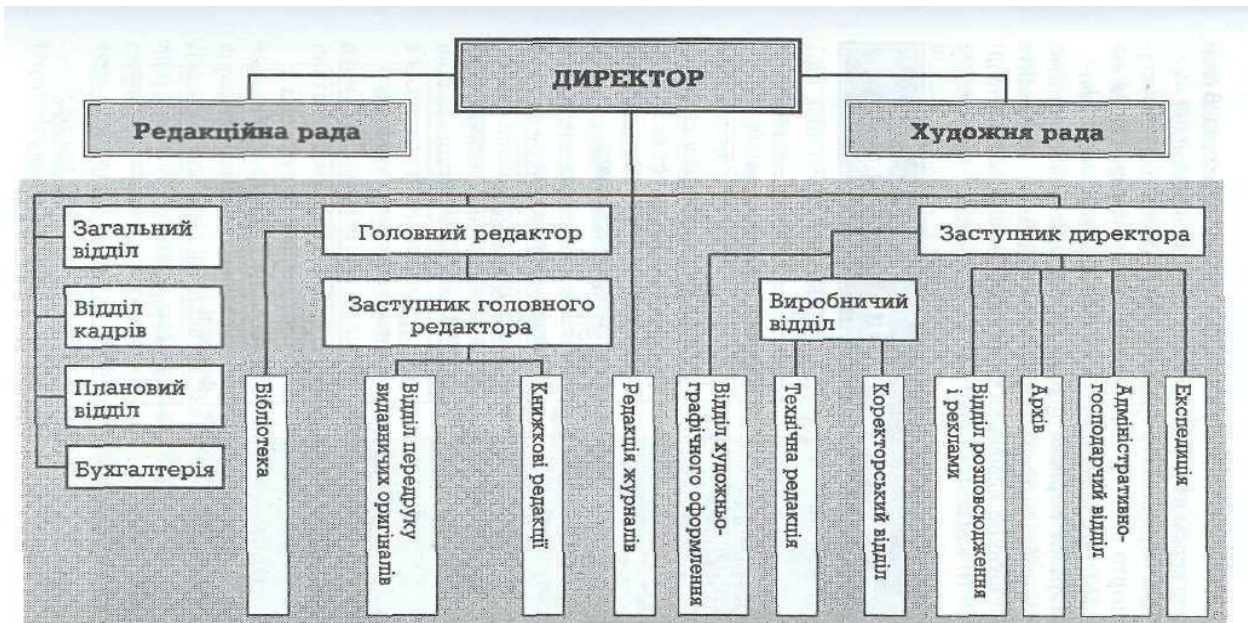 ДИРЕКТОР
Редакційна рада
Художня рада
Загальний
відділ
Головний редактор
Заступник директора
Відділ
кадрів
Заступник головного
редактора
Виробничий
відділ
Плановий
відділ
Бухгалтерія
Бібліотека
Відділ передруку
видавничих оригіналів
Книжкові редакції
Редакція журналів
Відділ художньо-
графічного оформлення
Технічна редакція
Коректорський відділ
Відділ розповсюдження
і реклами
Архів
Адміністративно-
господарчий відділ
Експедиція